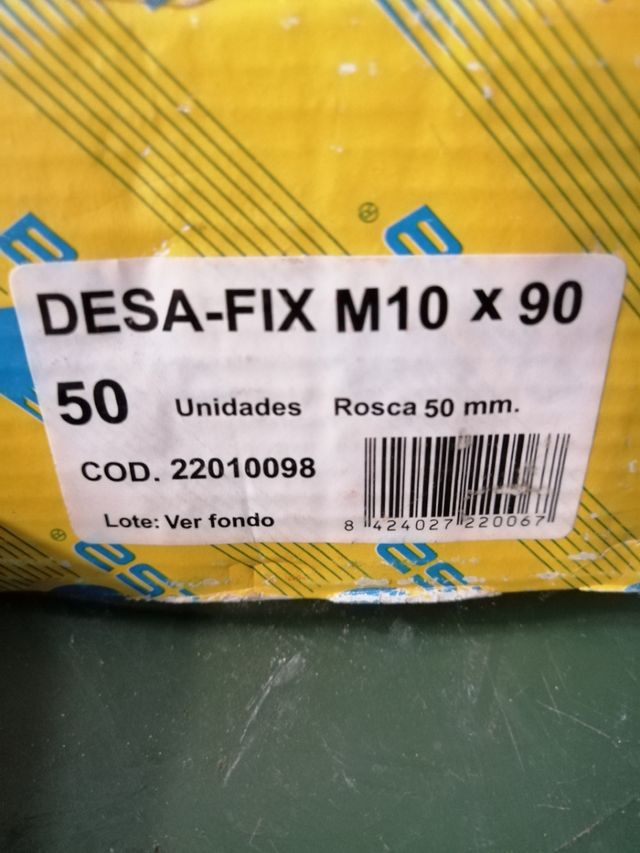 DESA-FIX M10 x 90
50 Unidades Rosca 50 mm.
COD. 22010098
Lote: Ver fondo
8 424027 220067